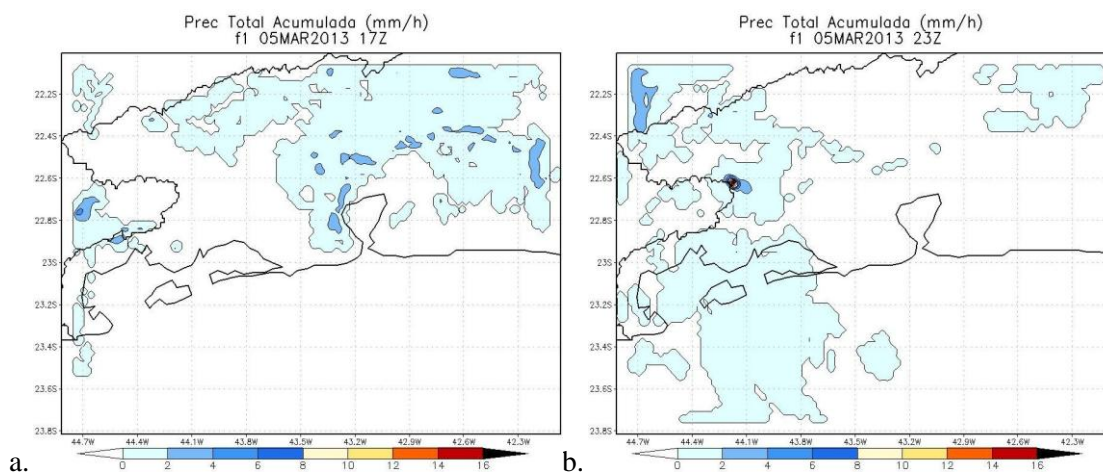 Prec Total Acumulada (mm/h)
f1 05MAR2013 17Z
22.2S
22.4S
22.6S
22.8S
23S
23.2S
23.4S
23.6S
23.8S
44.7W 44.4W 44.1W 43.8W 43.5W 43.2W 42.9W 42.6W 42.3W
0 2 4 6 8 10 12 14 16
a.
Prec Total Acumulada (mm/h)
f1 05MAR2013 23Z
22.2S
22.4S
22.6S
22.8S
23S
23.2S
23.4S
23.6S
23.8S
44.7W 44.4W 44.1W 43.8W 43.5W 43.2W 42.9W 42.6W 42.3W
0 2 4 6 8 10 12 14 16
b.